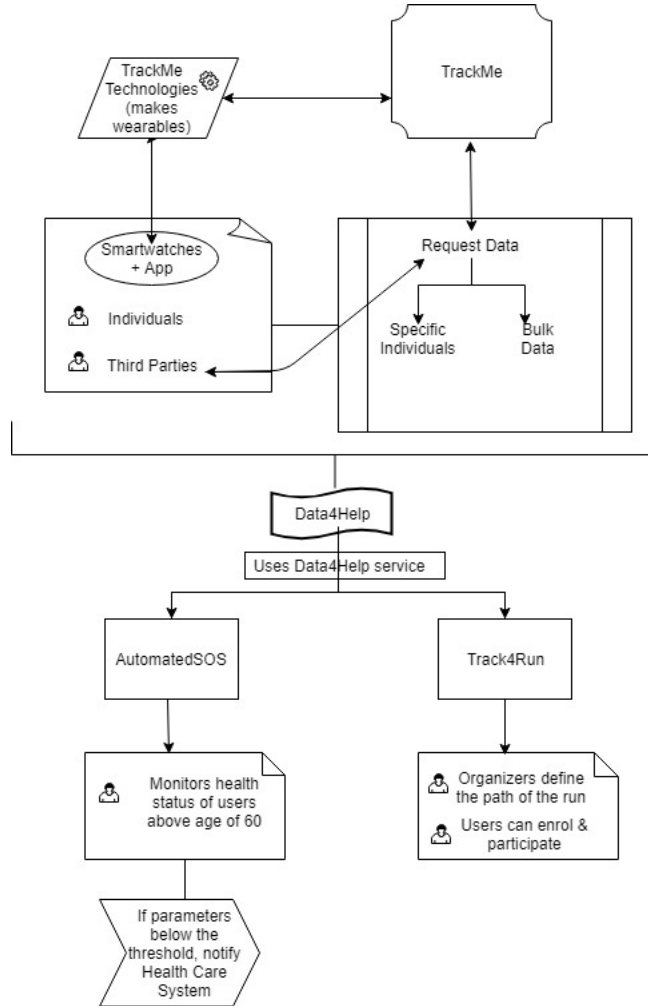 TrackMe
Technologies
(makes
wearables)
TrackMe
Smartwatches
+ App
Individuals
Third Parties
Request Data
Specific
Individuals
Bulk
Data
Data4Help
Uses Data4Help service
AutomatedSOS
Track4Run
Monitors health
status of users
above age of 60
Organizers define
the path of the run
Users can enrol &
participate
If parameters
below the
threshold, notify
Health Care
System